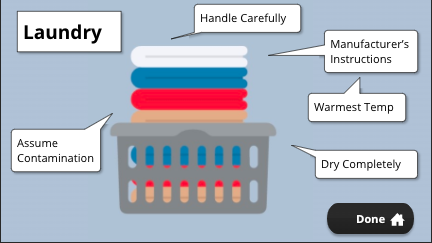 Laundry
Handle Carefully
Manufacturer's
Instructions
Warmest Temp
Assume
Contamination
Dry Completely
Done